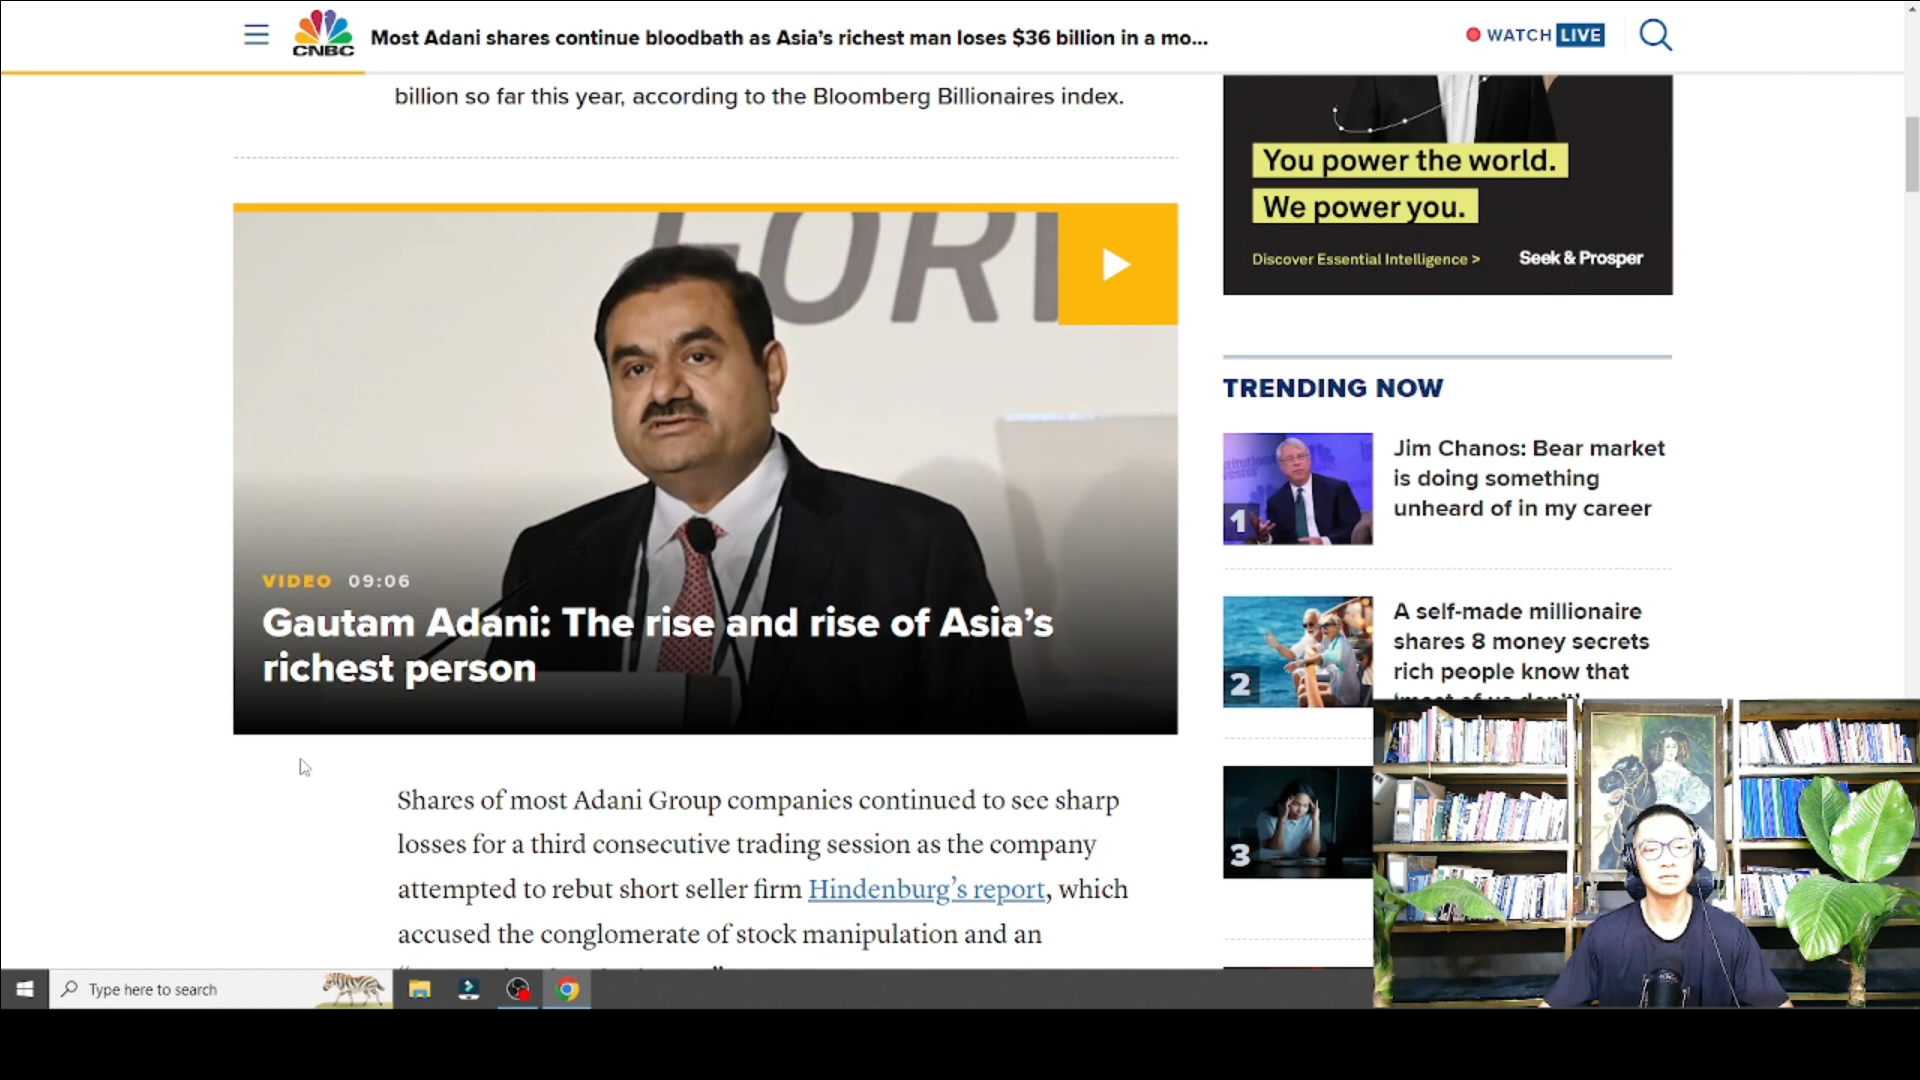 CNBC
Most Adani shares continue bloodbath as Asia’s richest man loses $36 billion in a mo...
WATCH LIVE
billion so far this year, according to the Bloomberg Billionaires index.
FORU
VIDEO 09:06
Gautam Adani: The rise and rise of Asia’s
richest person
Shares of most Adani Group companies continued to see sharp
losses for a third consecutive trading session as the company
attempted to rebut short seller firm Hindenburg’s report, which
accused the conglomerate of stock manipulation and an
You power the world.
We power you.
Discover Essential Intelligence >
Seek & Prosper
TRENDING NOW
1
Jim Chanos: Bear market
is doing something
unheard of in my career
2
A self-made millionaire
shares 8 money secrets
rich people know that
‘most of us don’t’
3
Type here to search